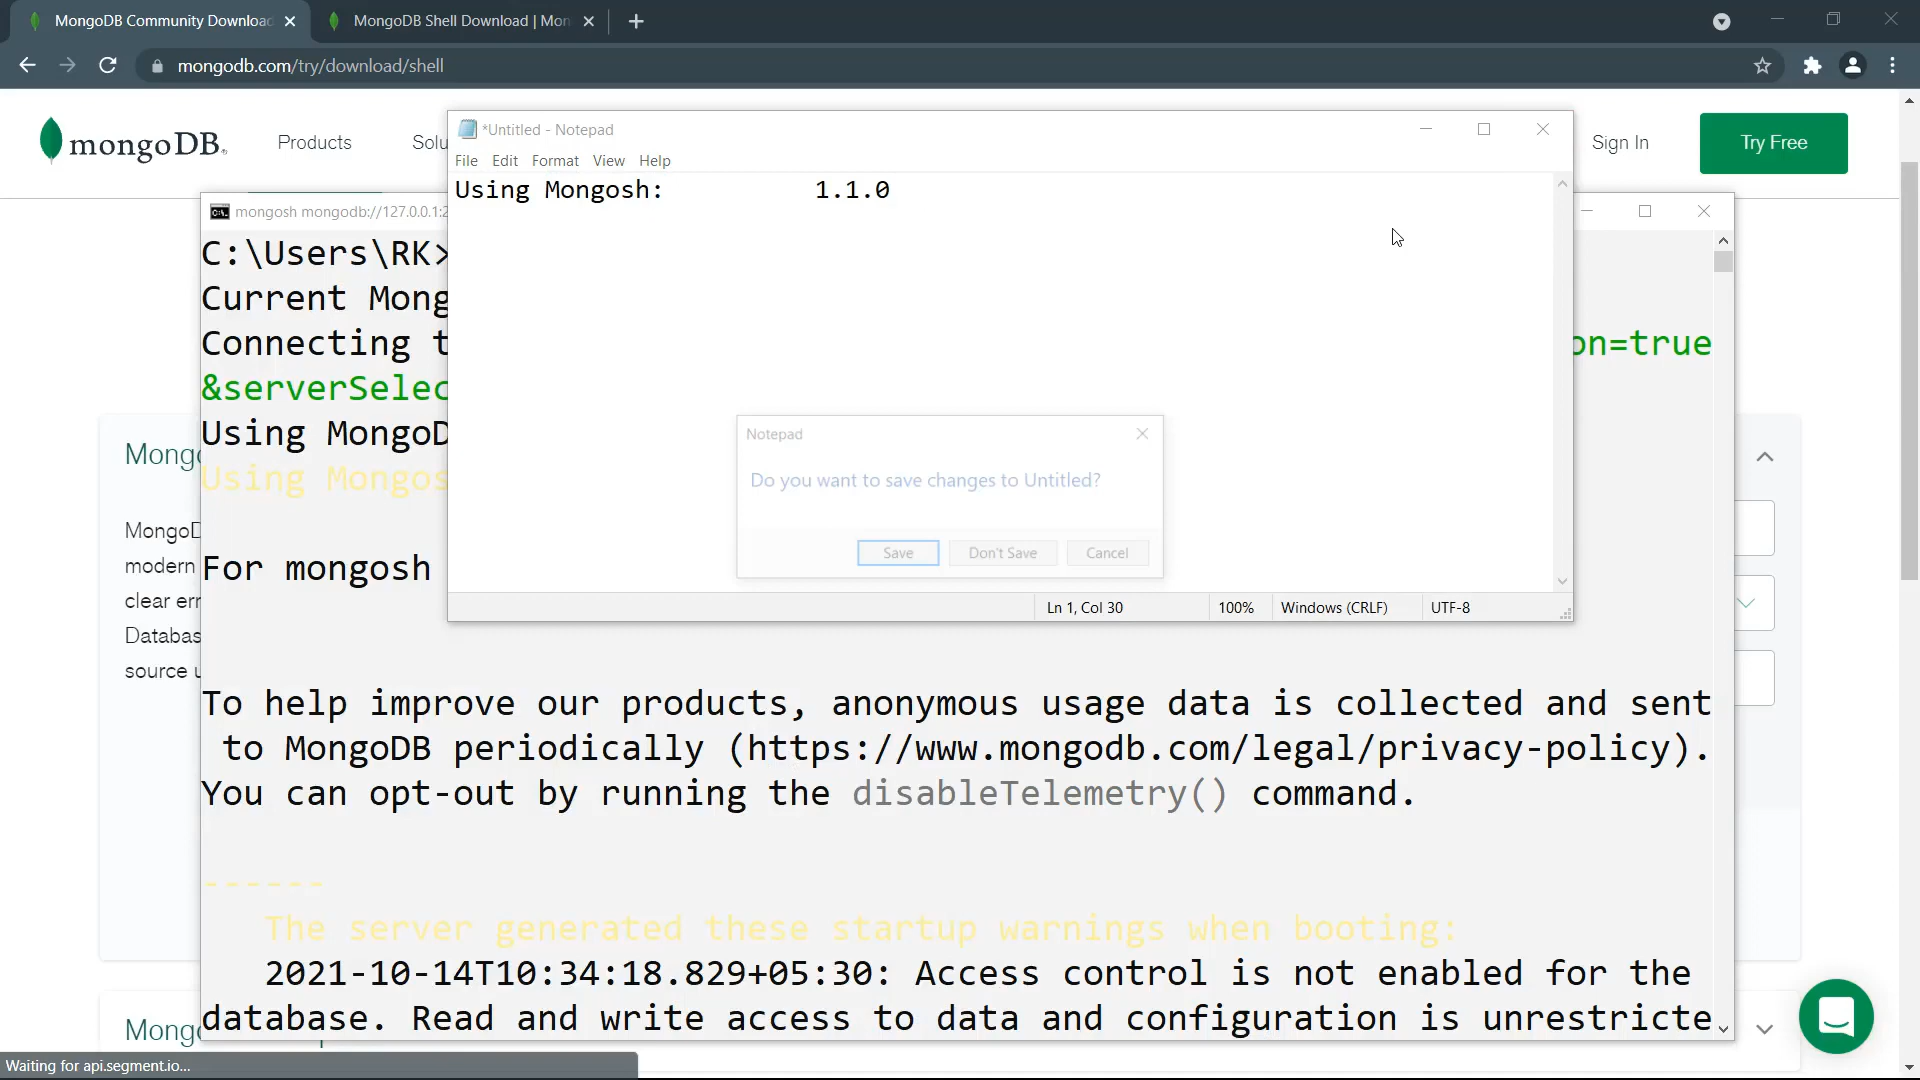 MongoDB Community Downloa
MongoDB Shell Download | Mon
mongodb.com/try/download/shell
mongoDB.
Products
Solu
Sign In
Try Free
*Untitled - Notepad
File Edit Format View Help
Using Mongosh: 1.1.0
mongosh mongodb://127.0.0.1:2
C:\Users\RK>
Current Mong
Connecting t
on=true
&serverSelec
Using MongoD
Using Mongos
For mongosh
Notepad
Do you want to save changes to Untitled?
Save Don't Save Cancel
Ln 1, Col 30 100% Windows (CRLF) UTF-8
Mongo
MongoD
modern
clear err
Databas
source u
To help improve our products, anonymous usage data is collected and sent
to MongoDB periodically (https://www.mongodb.com/legal/privacy-policy).
You can opt-out by running the disableTelemetry() command.
------
The server generated these startup warnings when booting:
2021-10-14T10:34:18.829+05:30: Access control is not enabled for the
database. Read and write access to data and configuration is unrestricte
Mongo
Waiting for api.segment.io...